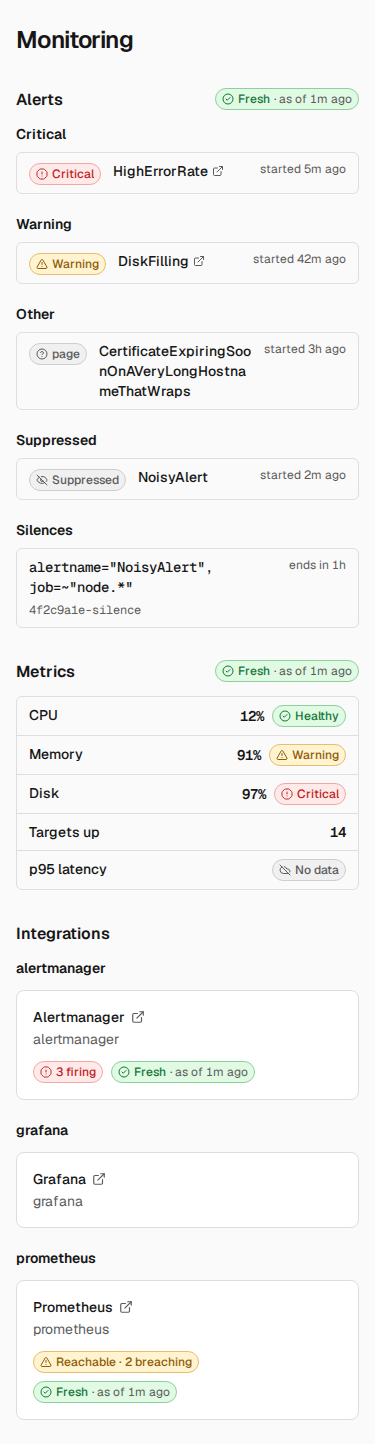 Monitoring
Alerts Fresh · as of 1m ago
Critical
Critical HighErrorRate started 5m ago
Warning
Warning DiskFilling started 42m ago
Other
page CertificateExpiringSoo started 3h ago
nOnAVeryLongHostna
meThatWraps
Suppressed
Suppressed NoisyAlert started 2m ago
Silences
alertname="NoisyAlert", ends in 1h
job=~"node.*"
4f2c9a1e-silence
Metrics Fresh · as of 1m ago
CPU 12% Healthy
Memory 91% Warning
Disk 97% Critical
Targets up 14
p95 latency No data
Integrations
alertmanager
Alertmanager
alertmanager
3 firing Fresh · as of 1m ago
grafana
Grafana
grafana
prometheus
Prometheus
prometheus
Reachable · 2 breaching
Fresh · as of 1m ago